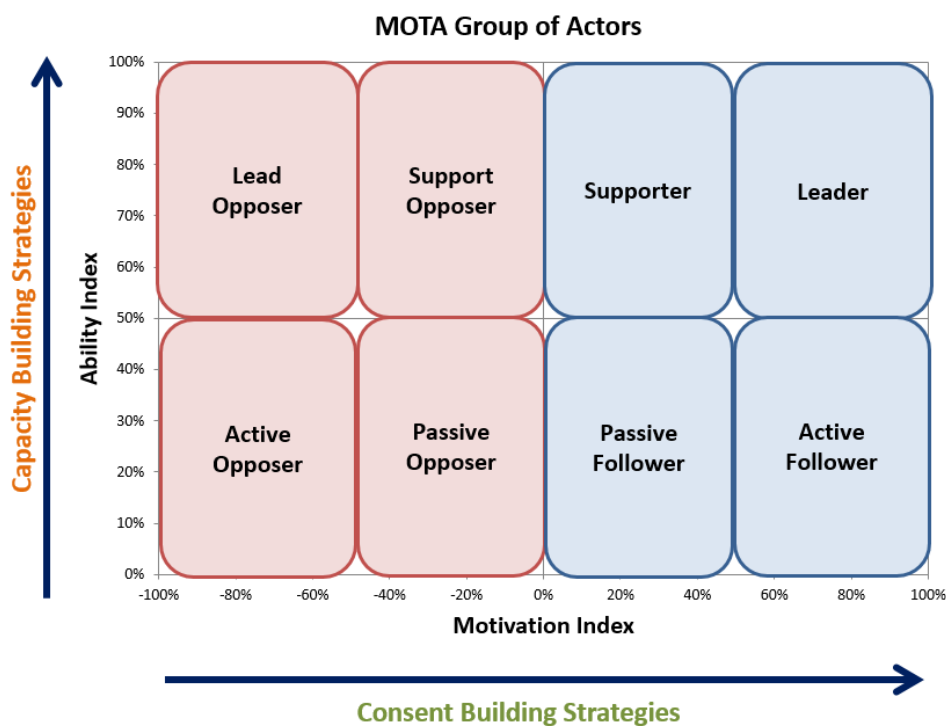 MOTA Group of Actors
Capacity Building Strategies
Ability Index
100%
90%
80%
70%
60%
50%
40%
30%
20%
10%
0%
Lead
Opposer
Support
Opposer
Supporter
Leader
Active
Opposer
Passive
Opposer
Passive
Follower
Active
Follower
-100%
-80%
-60%
-40%
-20%
0%
20%
40%
60%
80%
100%
Motivation Index
Consent Building Strategies